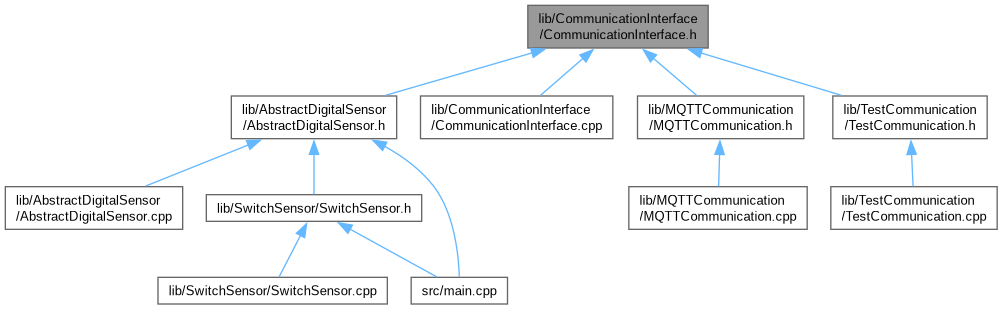 lib/CommunicationInterface
/CommunicationInterface.h
lib/AbstractDigitalSensor
/AbstractDigitalSensor.h
lib/CommunicationInterface
/CommunicationInterface.cpp
lib/MQTTCommunication
/MQTTCommunication.h
lib/TestCommunication
/TestCommunication.h
lib/AbstractDigitalSensor
/AbstractDigitalSensor.cpp
lib/SwitchSensor/SwitchSensor.h
lib/MQTTCommunication
/MQTTCommunication.cpp
lib/TestCommunication
/TestCommunication.cpp
lib/SwitchSensor/SwitchSensor.cpp
src/main.cpp